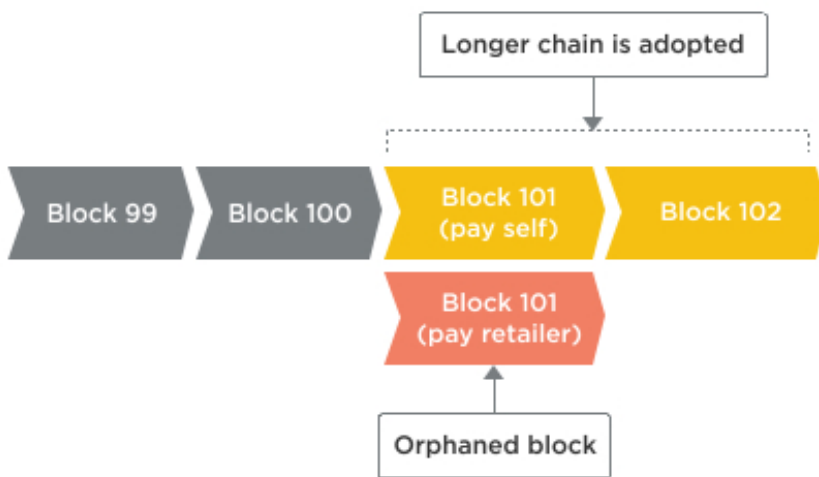 Longer chain is adopted
Block 99
Block 100
Block 101
(pay self)
Block 102
Block 101
(pay retailer)
Orphaned block